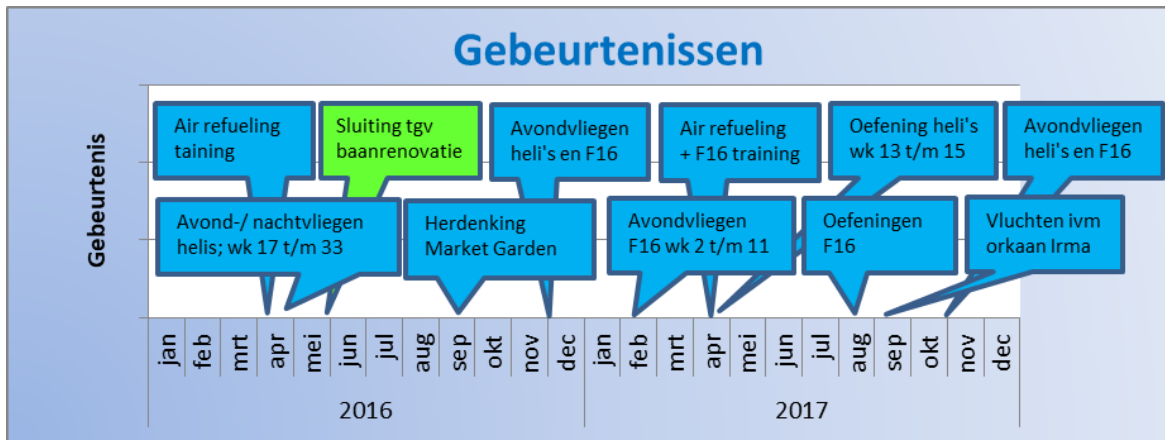 Gebeurtenissen
Gebeurtenis
Air refueling
taining
Sluiting tgv
baanrenovatie
Avondvliegen
heli's en F16
Air refueling
+ F16 training
Oefening heli's
wk 13 t/m 15
Avondvliegen
heli's en F16
Avond-/ nachtvliegen
helis; wk 17 t/m 33
Herdenking
Market Garden
Avondvliegen
F16 wk 2 t/m 11
Oefeningen
F16
Vluchten ivm
orkaan Irma
jan feb mrt apr mei jun jul aug sep okt nov dec jan feb mrt apr mei jun jul aug sep okt nov dec
2016 2017